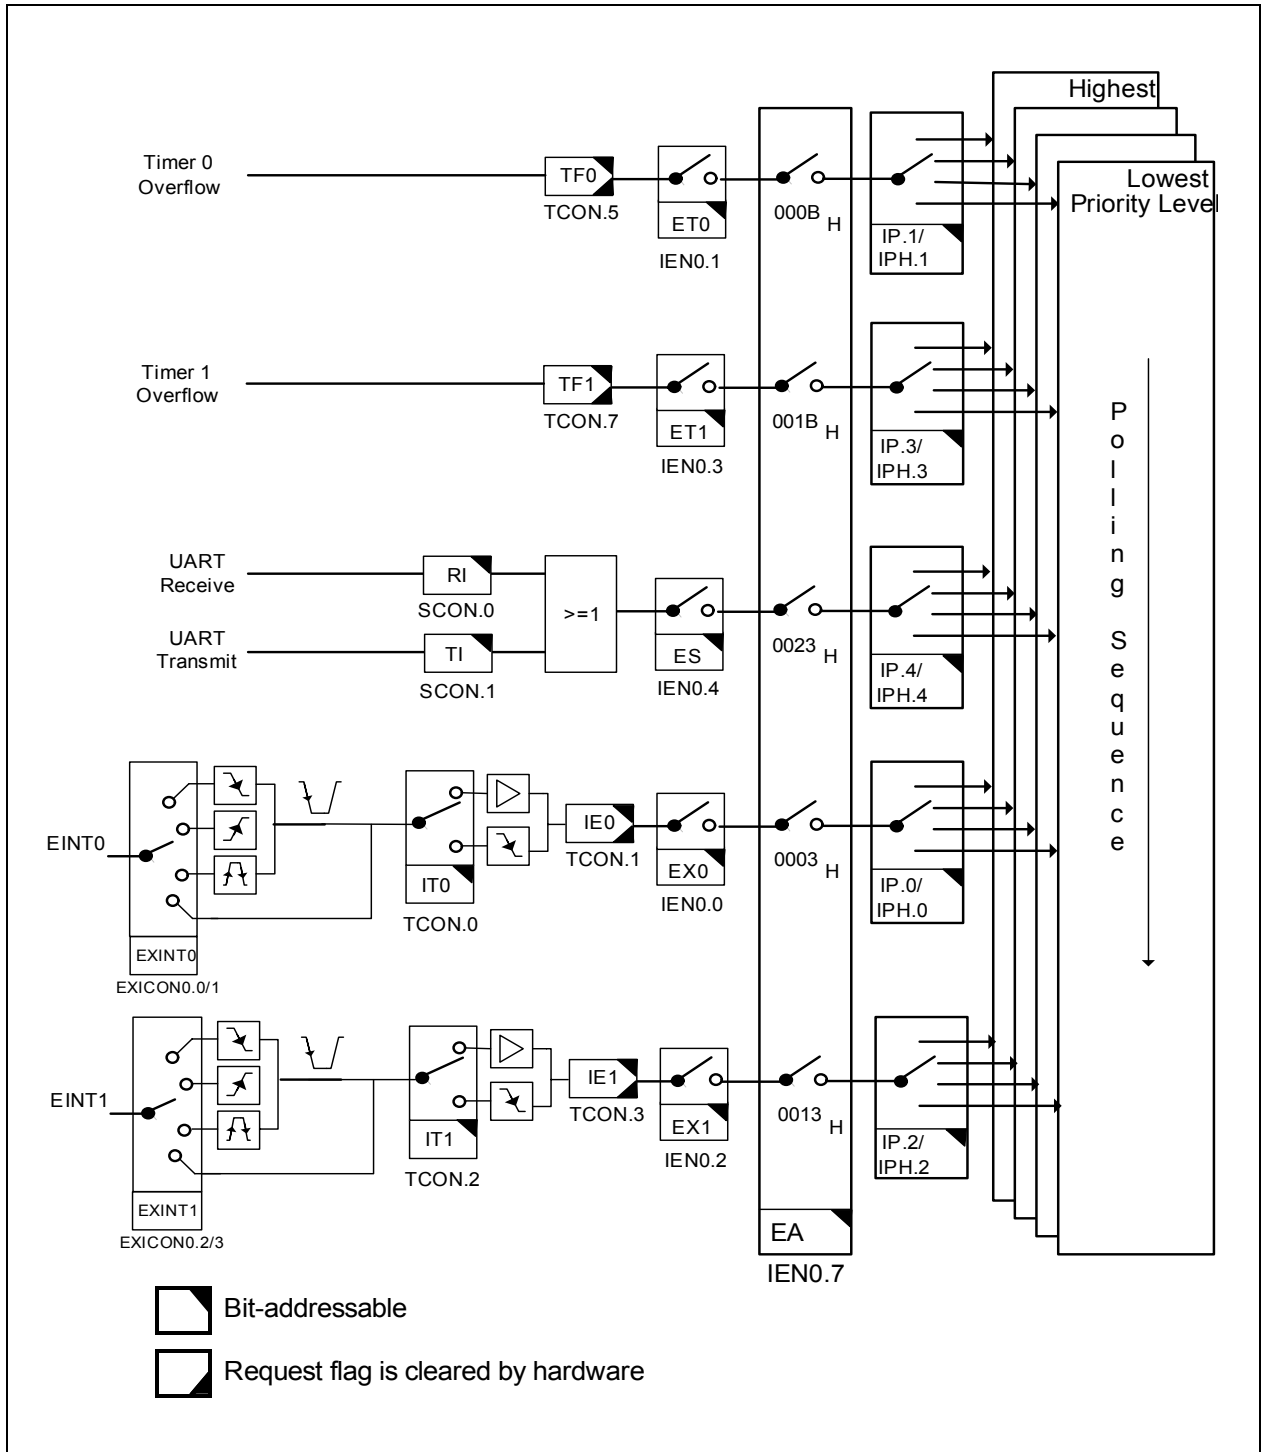 Highest
Lowest
Priority Level
Timer 0
Overflow
TF0
TCON.5
ET0
IEN0.1
000B H
IP.1/
IPH.1
Timer 1
Overflow
TF1
TCON.7
ET1
IEN0.3
001B H
IP.3/
IPH.3
UART
Receive
RI
SCON.0
UART
Transmit
TI
SCON.1
>=1
ES
IEN0.4
0023 H
IP.4/
IPH.4
EINT0
EXINT0
EXICON0.0/1
IT0
TCON.0
IE0
TCON.1
EX0
IEN0.0
0003 H
IP.0/
IPH.0
EINT1
EXINT1
EXICON0.2/3
IT1
TCON.2
IE1
TCON.3
EX1
IEN0.2
0013 H
IP.2/
IPH.2
EA
IEN0.7
Polling Sequence
Bit-addressable
Request flag is cleared by hardware